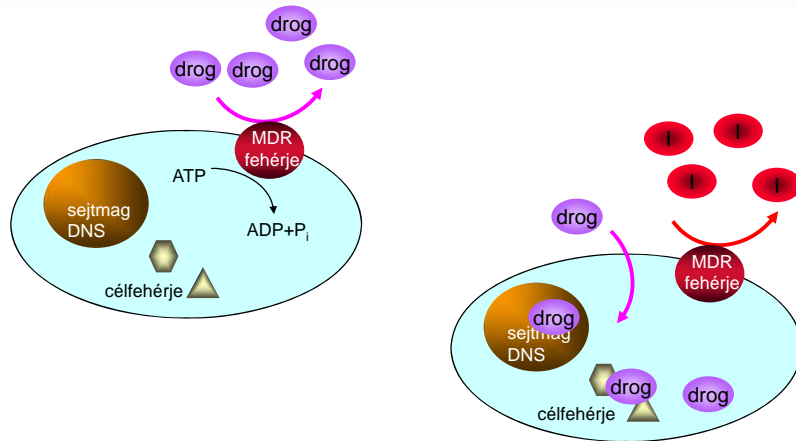 drog
drog
drog
drog
MDR
fehérje
ATP
sejtmag
DNS
ADP+Pi
célfehérje
I
I
I
I
drog
MDR
fehérje
drog
sejtmag
DNS
drog
drog
célfehérje